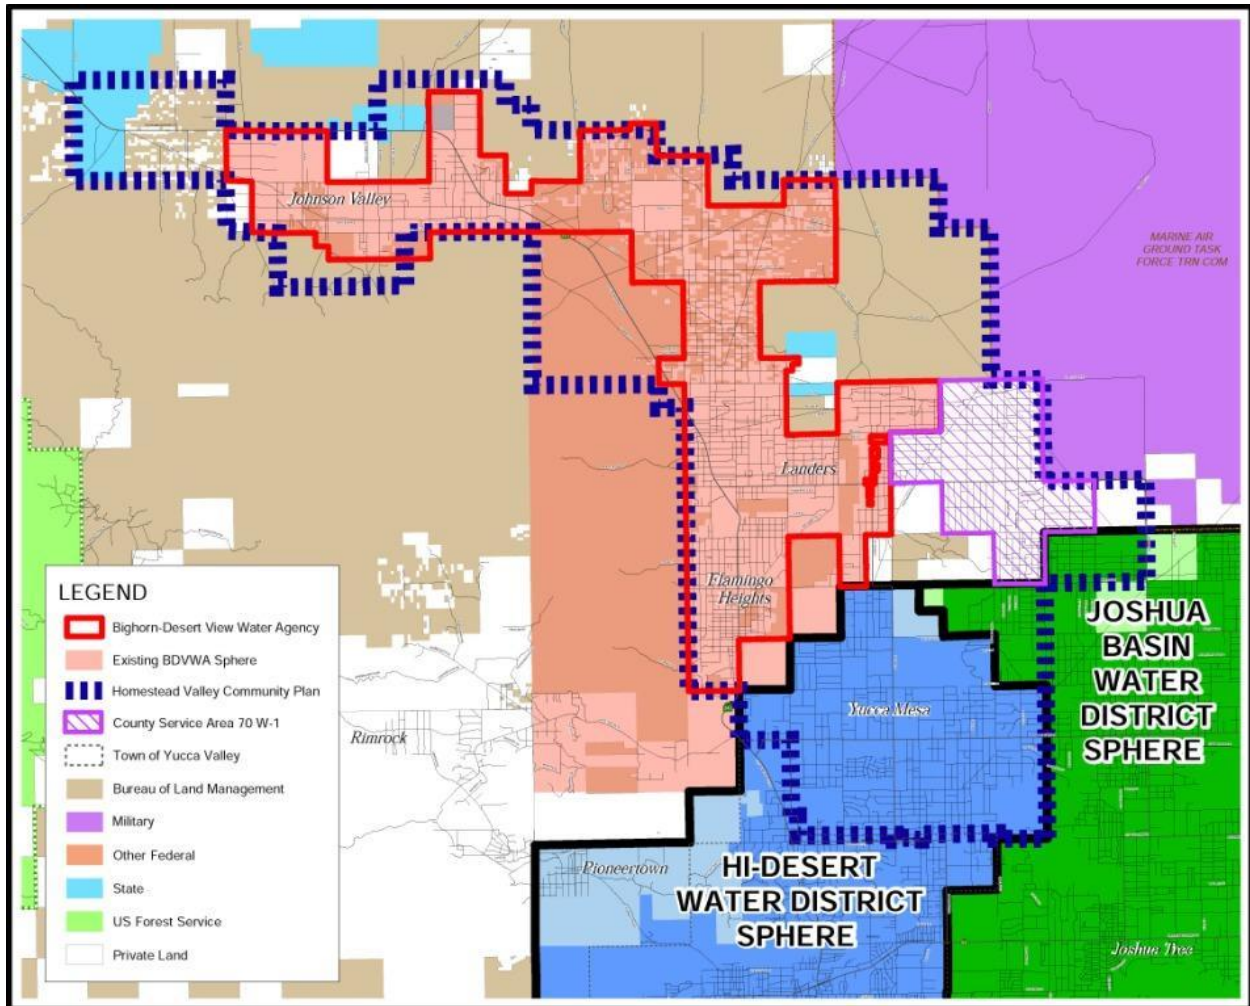 Johnson Valley
MARINE AIR
GROUND TASK
FORCE TRN COM
Landers
Flamingo
Heights
LEGEND
Bighorn-Desert View Water Agency
Existing BDVWA Sphere
Homestead Valley Community Plan
County Service Area 70 W-1
Town of Yucca Valley
Bureau of Land Management
Military
Other Federal
State
US Forest Service
Private Land
Rimrock
Yucca Mesa
JOSHUA
BASIN
WATER
DISTRICT
SPHERE
Pioneertown
HI-DESERT
WATER DISTRICT
SPHERE
Joshua Tree